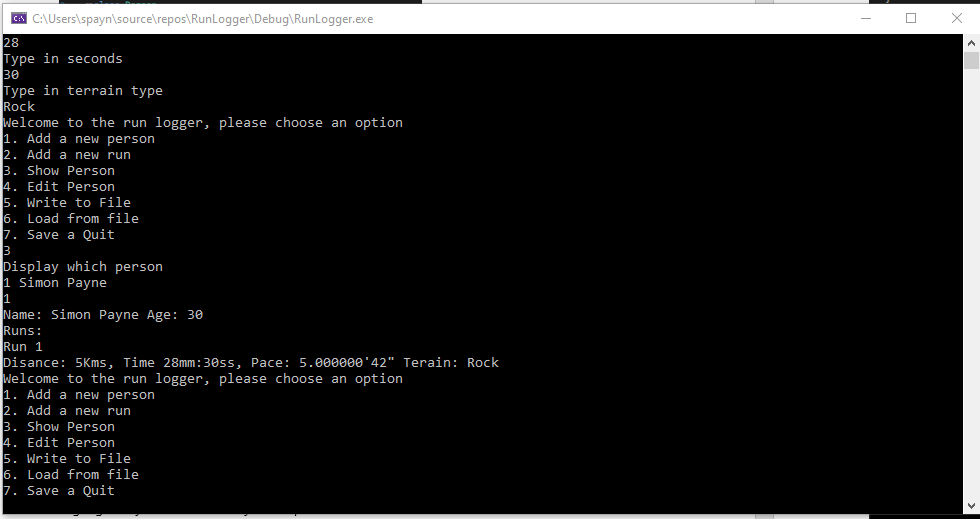 C:\Users\spayn\source\repos\RunLogger\Debug\RunLogger.exe
28
Type in seconds
30
Type in terrain type
Rock
Welcome to the run logger, please choose an option
1. Add a new person
2. Add a new run
3. Show Person
4. Edit Person
5. Write to File
6. Load from file
7. Save a Quit
3
Display which person
1 Simon Payne
1
Name: Simon Payne Age: 30
Runs:
Run 1
Disance: 5Kms, Time 28mm:30ss, Pace: 5.000000'42" Terain: Rock
Welcome to the run logger, please choose an option
1. Add a new person
2. Add a new run
3. Show Person
4. Edit Person
5. Write to File
6. Load from file
7. Save a Quit